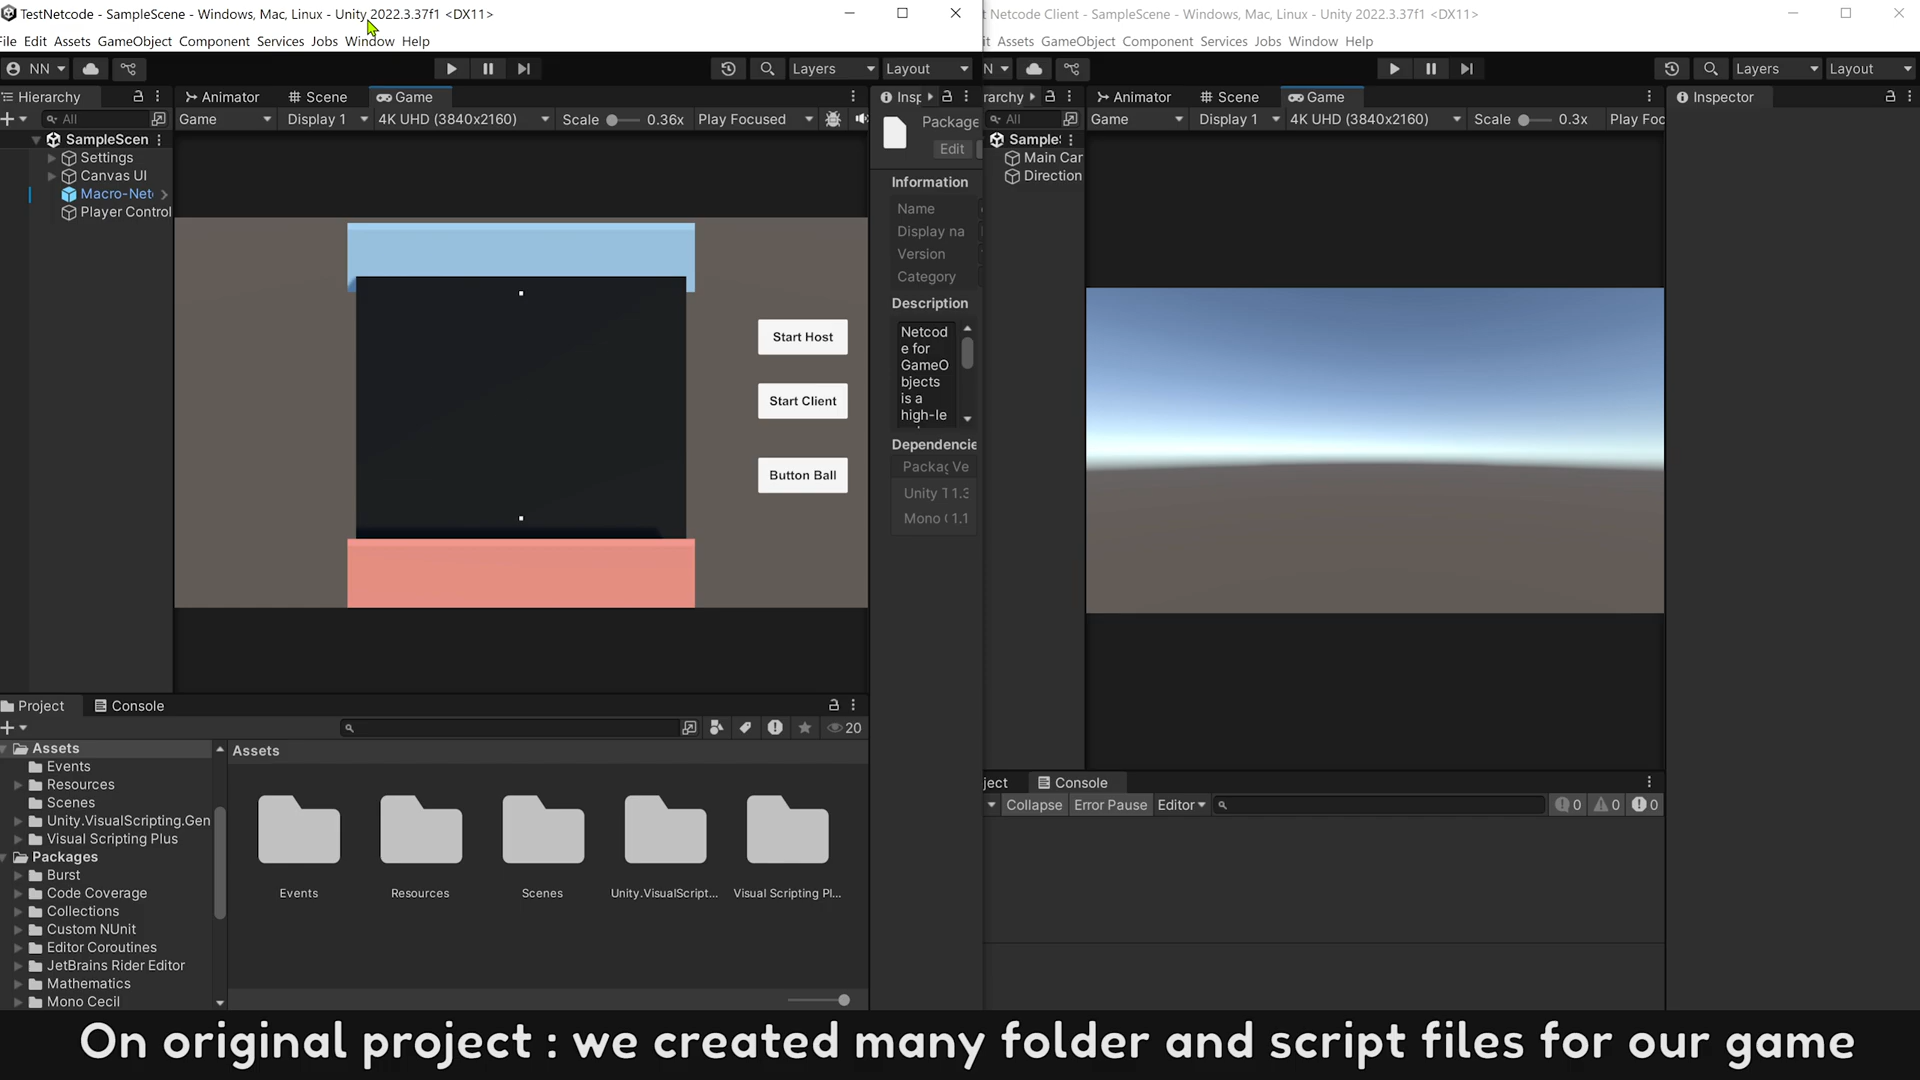 TestNetcode - SampleScene - Windows, Mac, Linux - Unity 2022.3.37f1 <DX11>
File Edit Assets GameObject Component Services Jobs Window Help
NN
Layers
Layout
Hierarchy
Animator
Scene
Game
Insp
All
Game
Display 1
4K UHD (3840x2160)
Scale
0.36x
Play Focused
SampleScen
Settings
Canvas UI
Macro-Net
Player Control
Start Host
Start Client
Button Ball
Package
Edit
Information
Name
Display na
Version
Category
Description
Netcod
e for
GameO
bjects
is a
high-le
Dependencie
Packag Ve
Unity T 1.3
Mono C 1.1
Project
Console
20
Assets
Events
Resources
Scenes
Unity.VisualScripting.Gen
Visual Scripting Plus
Packages
Burst
Code Coverage
Collections
Custom NUnit
Editor Coroutines
JetBrains Rider Editor
Mathematics
Mono Cecil
Assets
Events
Resources
Scenes
Unity.VisualScript...
Visual Scripting Pl...
t Netcode Client - SampleScene - Windows, Mac, Linux - Unity 2022.3.37f1 <DX11>
it Assets GameObject Component Services Jobs Window Help
N
Layers
Layout
rarchy
Animator
Scene
Game
Inspector
All
Game
Display 1
4K UHD (3840x2160)
Scale
0.3x
Play Foc
Sample
Main Car
Direction
ject
Console
Collapse
Error Pause
Editor
0
0
0
On original project : we created many folder and script files for our game